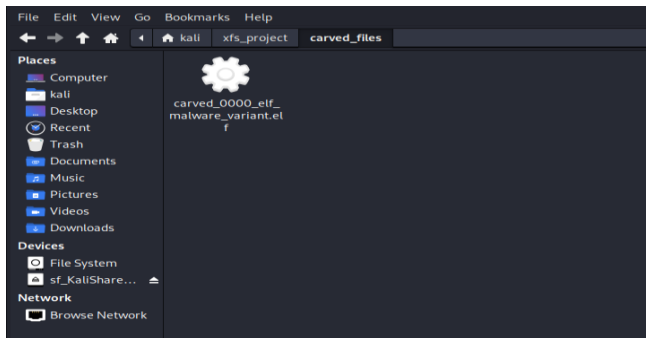 File Edit View Go Bookmarks Help
kali xfs_project carved_files
Places
Computer
kali
Desktop
Recent
Trash
Documents
Music
Pictures
Videos
Downloads
Devices
File System
sf_KaliShare...
Network
Browse Network
carved_0000_elf_
malware_variant.el
f